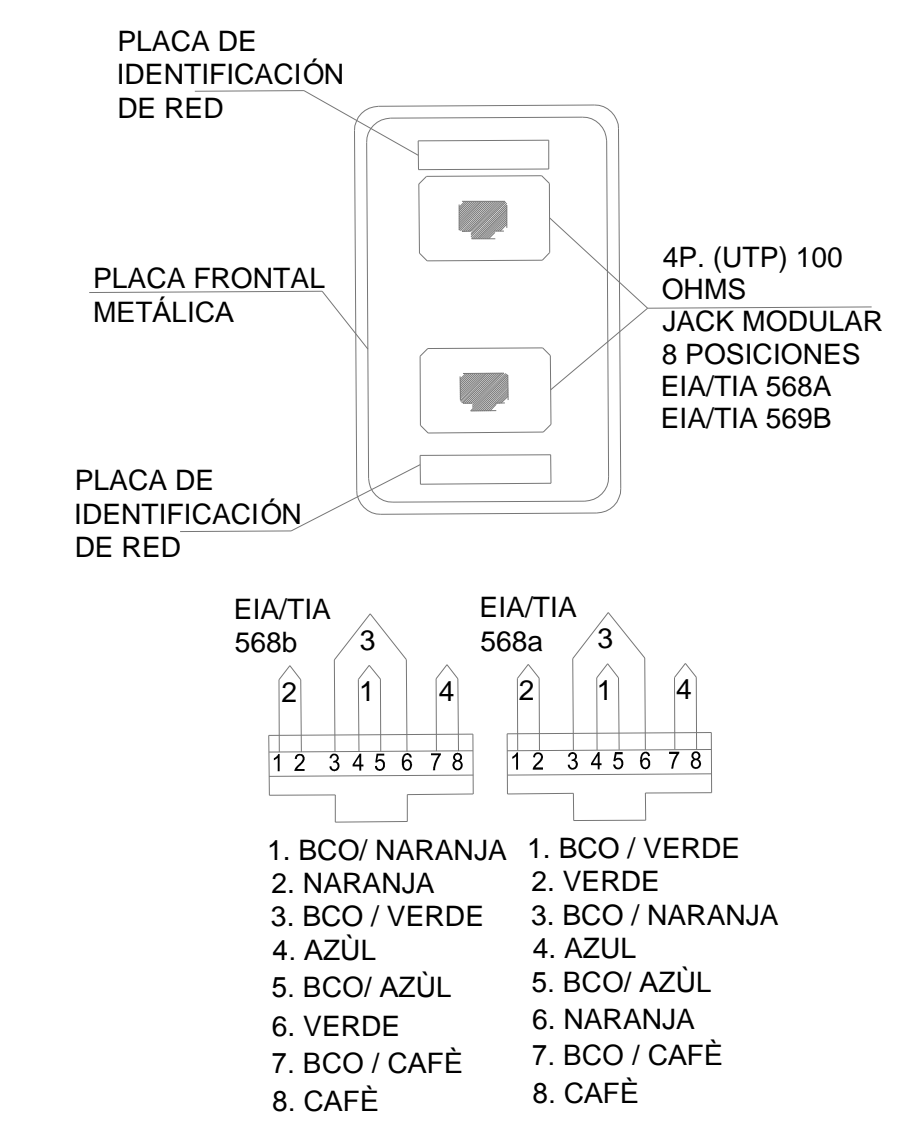 PLACA DE
IDENTIFICACIÓN
DE RED
PLACA FRONTAL
METÁLICA
4P. (UTP) 100
OHMS
JACK MODULAR
8 POSICIONES
EIA/TIA 568A
EIA/TIA 569B
PLACA DE
IDENTIFICACIÓN
DE RED
EIA/TIA
568b
3
2
1
4
1 2 3 4 5 6 7 8
1. BCO/ NARANJA
2. NARANJA
3. BCO / VERDE
4. AZÙL
5. BCO/ AZÙL
6. VERDE
7. BCO / CAFÈ
8. CAFÈ
EIA/TIA
568a
3
2
1
4
1 2 3 4 5 6 7 8
1. BCO / VERDE
2. VERDE
3. BCO / NARANJA
4. AZUL
5. BCO/ AZÙL
6. NARANJA
7. BCO / CAFÈ
8. CAFÈ